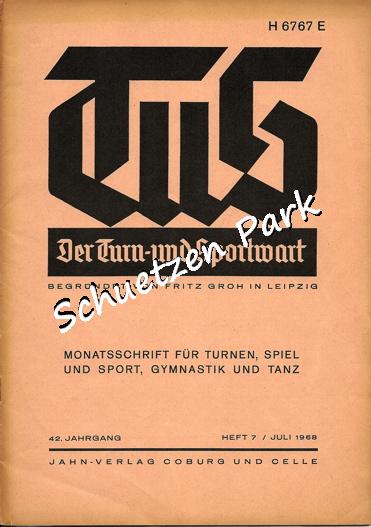 H 6767 E
TuS
Der Turn- und Sportwart
BEGRÜNDET VON FRITZ GROH IN LEIPZIG
Schuetzen Park
MONATSSCHRIFT FÜR TURNEN, SPIEL
UND SPORT, GYMNASTIK UND TANZ
42. JAHRGANG HEFT 7 / JULI 1968
JAHN-VERLAG COBURG UND CELLE